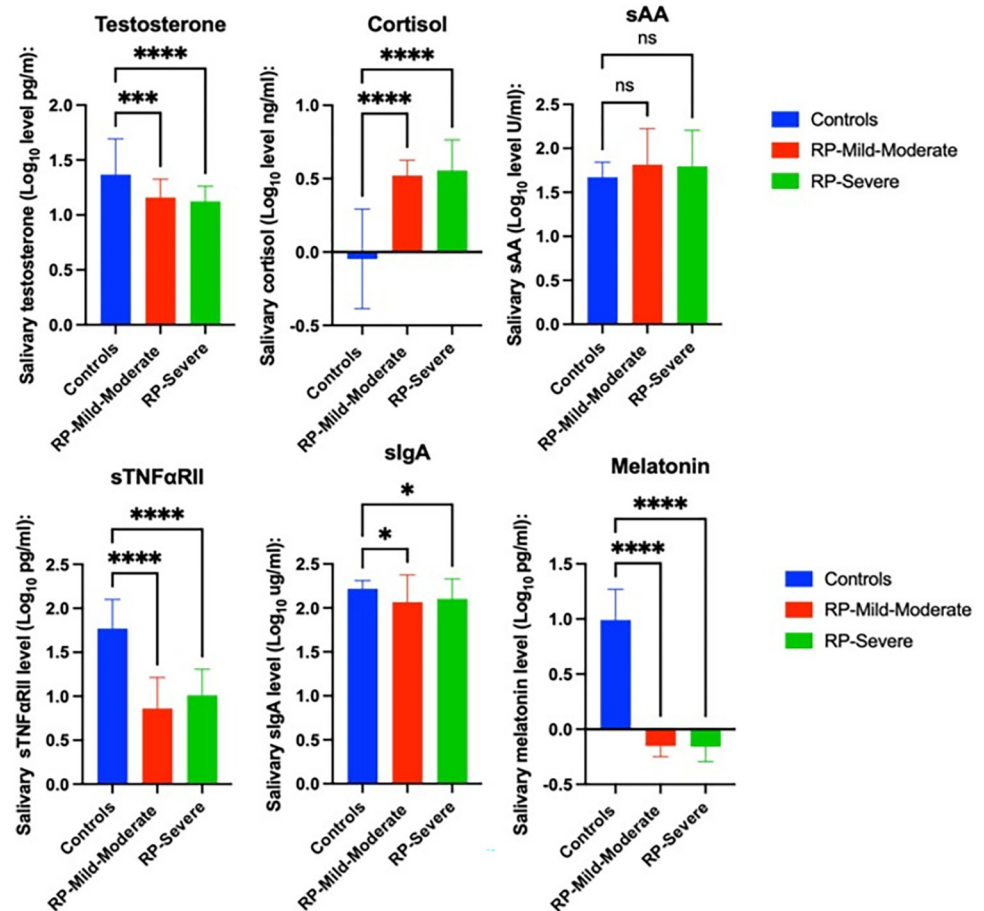 Testosterone
****
***
Salivary testosterone (Log10 level pg/m):
2.0
1.5
1.0
0.5
0.0
Controls
RP-Mild-Moderate
RP-Severe
Cortisol
****
****
Salivary cortisol (Log10 level ng/ml):
1.0
0.5
0.0
-0.5
Controls
RP-Mild-Moderate
RP-Severe
sAA
ns
ns
Salivary sAA (Log10 level U/ml):
2.5
2.0
1.5
1.0
0.5
0.0
Controls
RP-Mild-Moderate
RP-Severe
Controls
RP-Mild-Moderate
RP-Severe
sTNFαRII
****
****
Salivary sTNFαRII level (Log10 pg/ml):
2.5
2.0
1.5
1.0
0.5
0.0
Controls
RP-Mild-Moderate
RP-Severe
sIgA
*
*
Salivary sIgA level (Log10 ug/ml):
2.5
2.0
1.5
1.0
0.5
0.0
Controls
RP-Mild-Moderate
RP-Severe
Melatonin
****
****
Salivary melatonin level (Log10 pg/ml):
1.5
1.0
0.5
0.0
-0.5
Controls
RP-Mild-Moderate
RP-Severe
Controls
RP-Mild-Moderate
RP-Severe